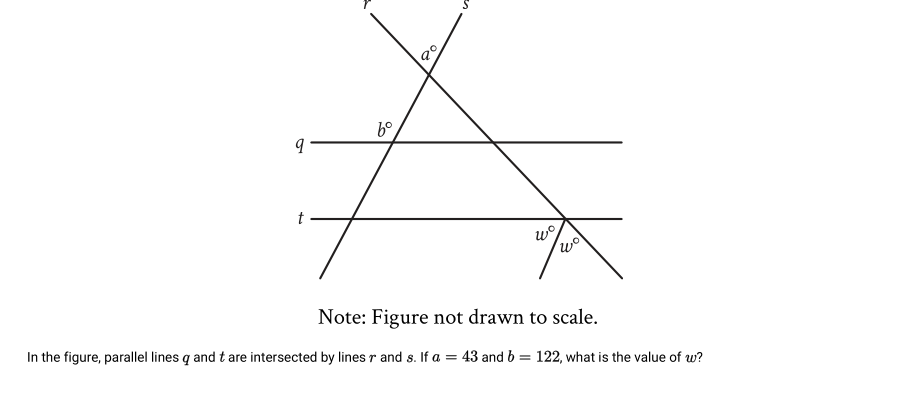 r s
a°
b°
q
t
w°
w°
Note: Figure not drawn to scale.
In the figure, parallel lines q and t are intersected by lines r and s. If a = 43 and b = 122, what is the value of w?